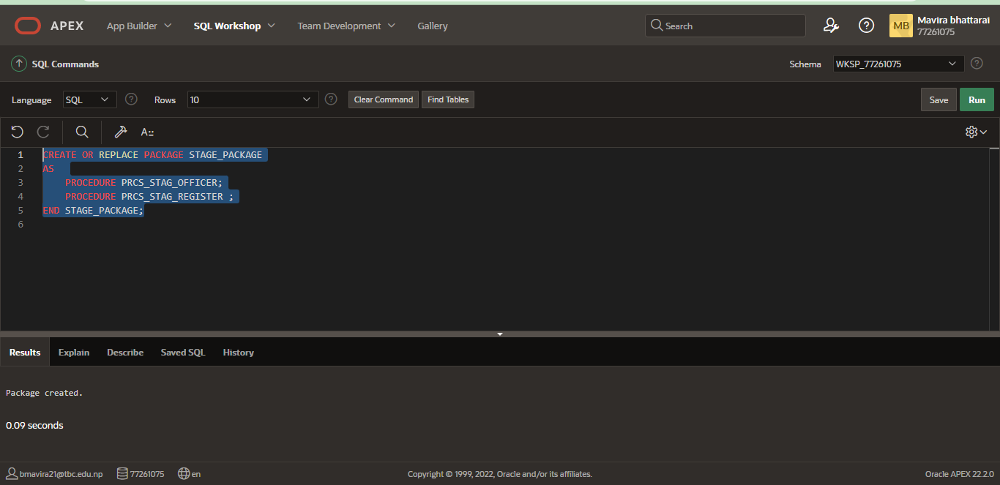 APEX App Builder SQL Workshop Team Development Gallery Search MB Mavira bhattarai
77261075
SQL Commands Schema WKSP_77261075
Language SQL Rows 10 Clear Command Find Tables Save Run
A::
1 CREATE OR REPLACE PACKAGE STAGE_PACKAGE
2 AS
3 PROCEDURE PRCS_STAG_OFFICER;
4 PROCEDURE PRCS_STAG_REGISTER ;
5 END STAGE_PACKAGE;
6
Results Explain Describe Saved SQL History
Package created.
0.09 seconds
bmavira21@tbc.edu.np 77261075 en Copyright © 1999, 2022, Oracle and/or its affiliates. Oracle APEX 22.2.0